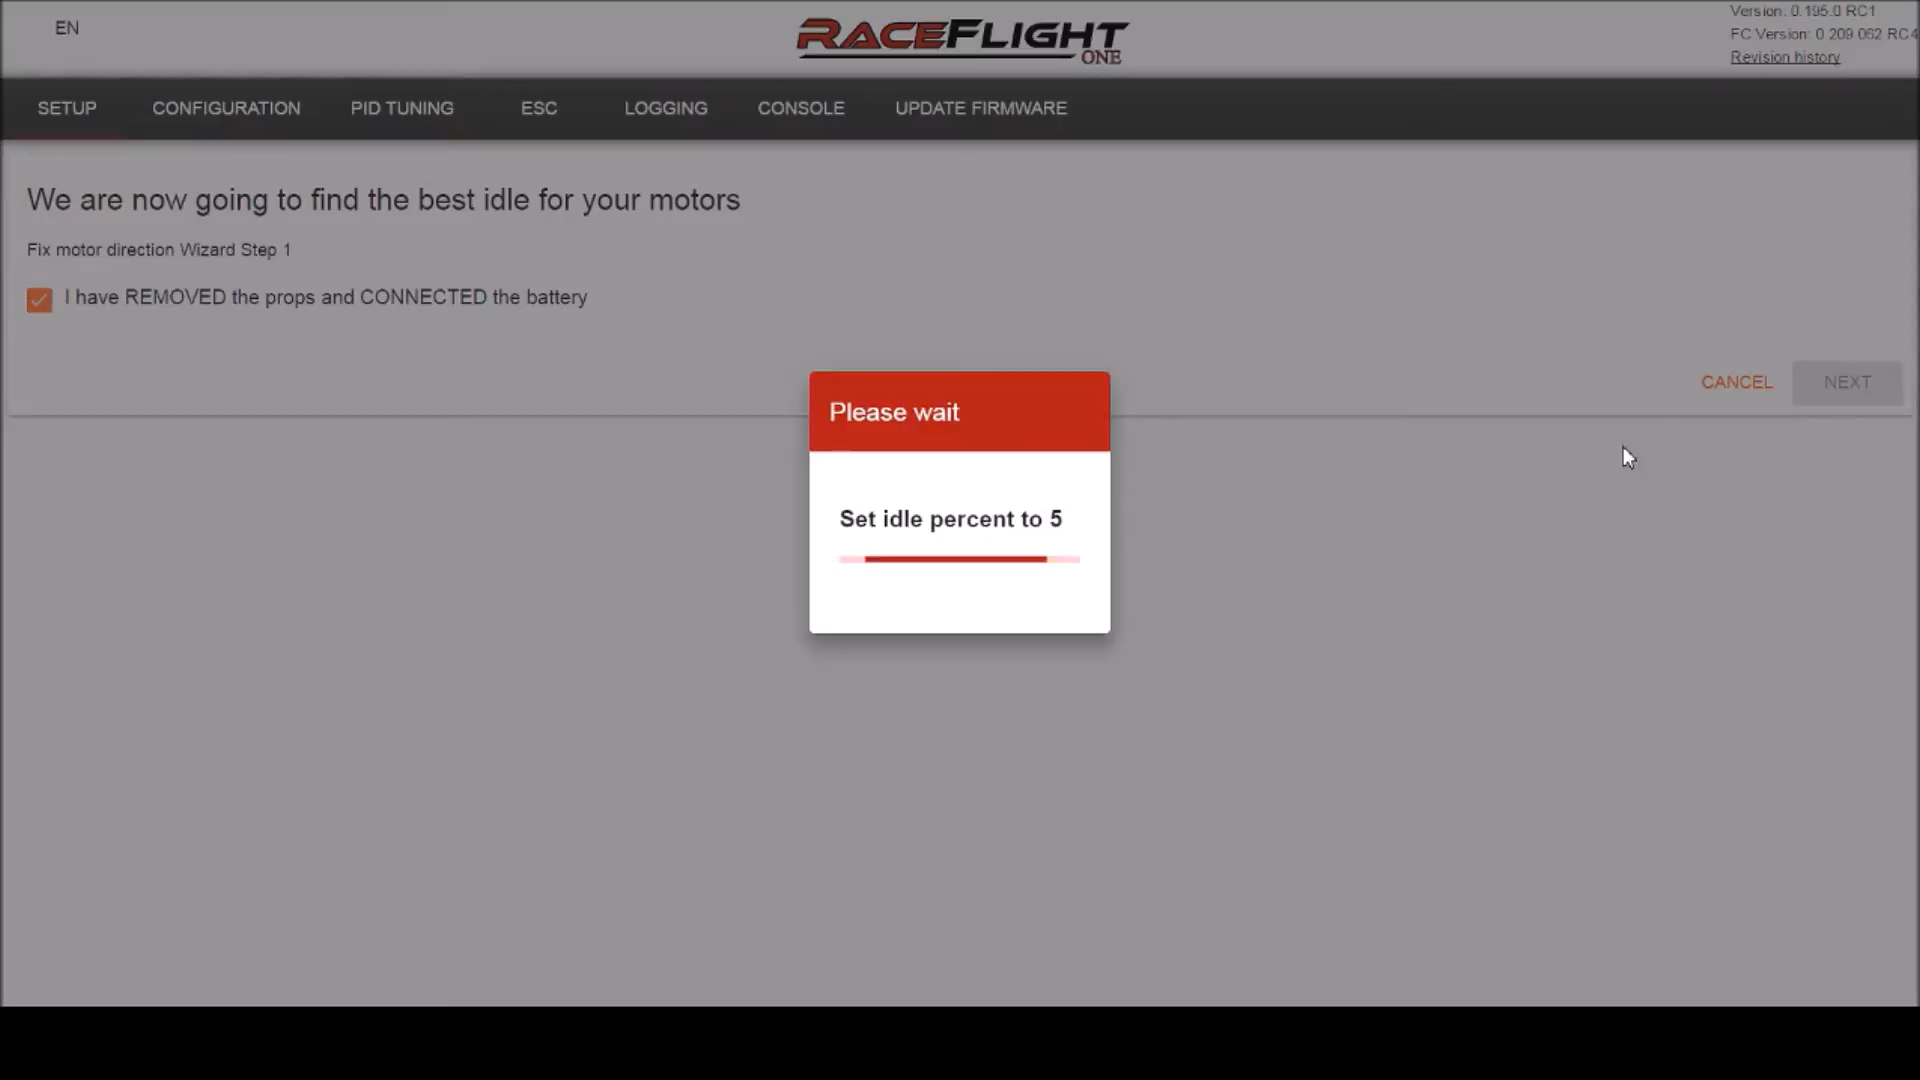 EN
RACEFLIGHT
ONE
Version: 0.195.0 RC1
FC Version: 0.209.062 RC4
Revision history
SETUP CONFIGURATION PID TUNING ESC LOGGING CONSOLE UPDATE FIRMWARE
We are now going to find the best idle for your motors
Fix motor direction Wizard Step 1
I have REMOVED the props and CONNECTED the battery
CANCEL NEXT
Please wait
Set idle percent to 5